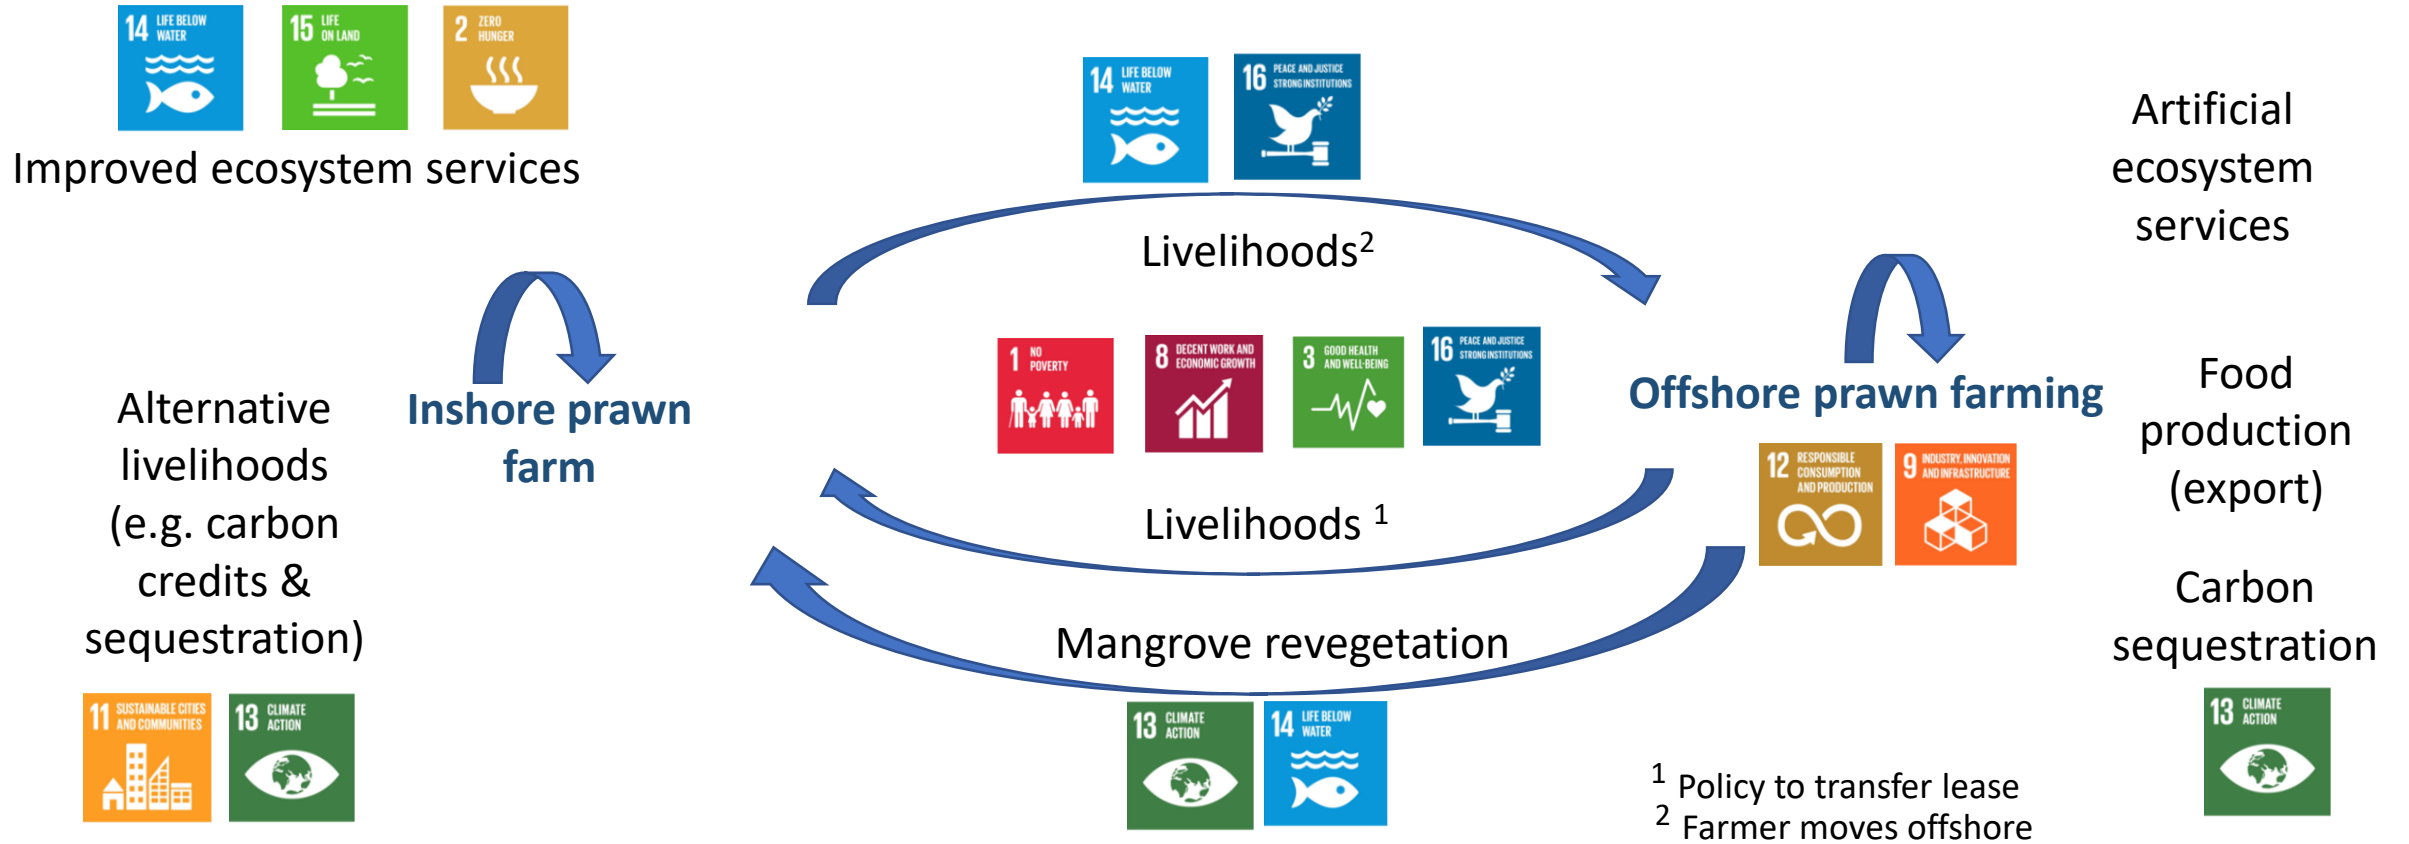 14 LIFE BELOW
WATER
15 LIFE
ON LAND
2 ZERO
HUNGER
Improved ecosystem services
14 LIFE BELOW
WATER
16 PEACE AND JUSTICE
STRONG INSTITUTIONS
Livelihoods²
Artificial
ecosystem
services
1 NO
POVERTY
8 DECENT WORK AND
ECONOMIC GROWTH
3 GOOD HEALTH
AND WELL-BEING
16 PEACE AND JUSTICE
STRONG INSTITUTIONS
Alternative
livelihoods
(e.g. carbon
credits &
sequestration)
Inshore prawn
farm
Offshore prawn farming
12 RESPONSIBLE
CONSUMPTION
AND PRODUCTION
9 INDUSTRY, INNOVATION
AND INFRASTRUCTURE
Food
production
(export)
Livelihoods ¹
Mangrove revegetation
Carbon
sequestration
11 SUSTAINABLE CITIES
AND COMMUNITIES
13 CLIMATE
ACTION
13 CLIMATE
ACTION
14 LIFE BELOW
WATER
13 CLIMATE
ACTION
¹ Policy to transfer lease
² Farmer moves offshore